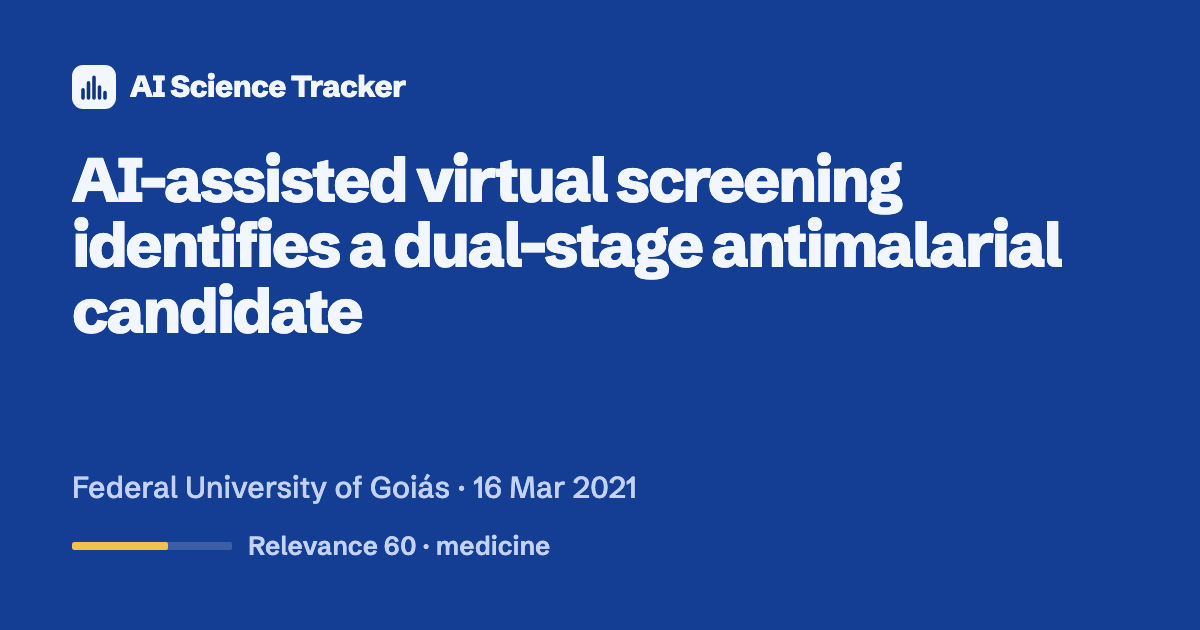 AI Science Tracker
AI-assisted virtual screening
identifies a dual-stage antimalarial
candidate
Federal University of Goiás · 16 Mar 2021
Relevance 60 · medicine